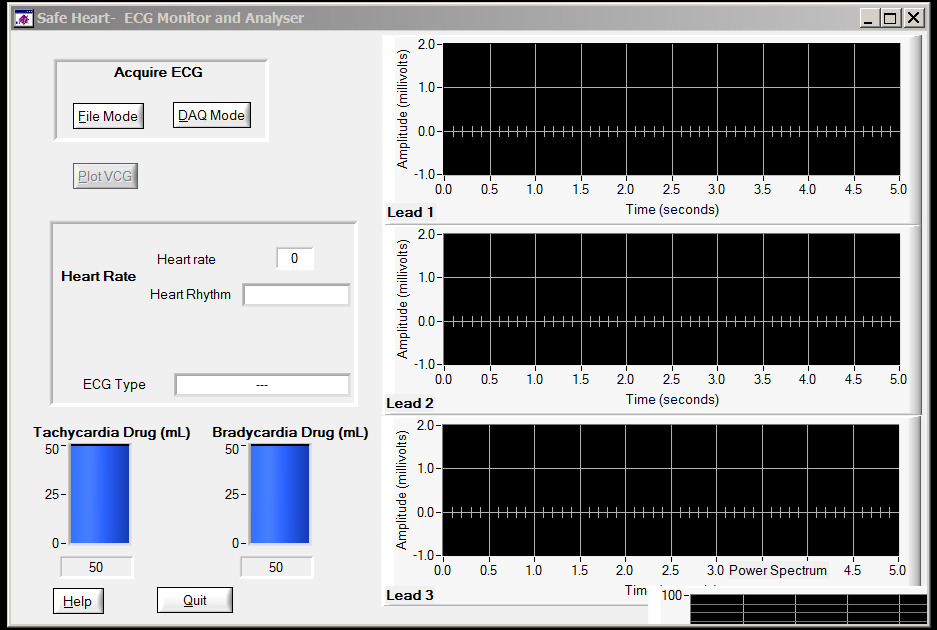 Safe Heart- ECG Monitor and Analyser
Acquire ECG
File Mode DAQ Mode
Plot VCG
Heart Rate
Heart rate 0
Heart Rhythm
ECG Type ---
Tachycardia Drug (mL) Bradycardia Drug (mL)
50 50
25 25
0 0
50 50
Help Quit
Amplitude (millivolts)
2.0
1.0
0.0
-1.0
0.0 0.5 1.0 1.5 2.0 2.5 3.0 3.5 4.0 4.5 5.0
Time (seconds)
Lead 1
Amplitude (millivolts)
2.0
1.0
0.0
-1.0
0.0 0.5 1.0 1.5 2.0 2.5 3.0 3.5 4.0 4.5 5.0
Time (seconds)
Lead 2
Amplitude (millivolts)
2.0
1.0
0.0
-1.0
0.0 0.5 1.0 1.5 2.0 2.5 3.0 Power Spectrum 4.5 5.0
Lead 3
100